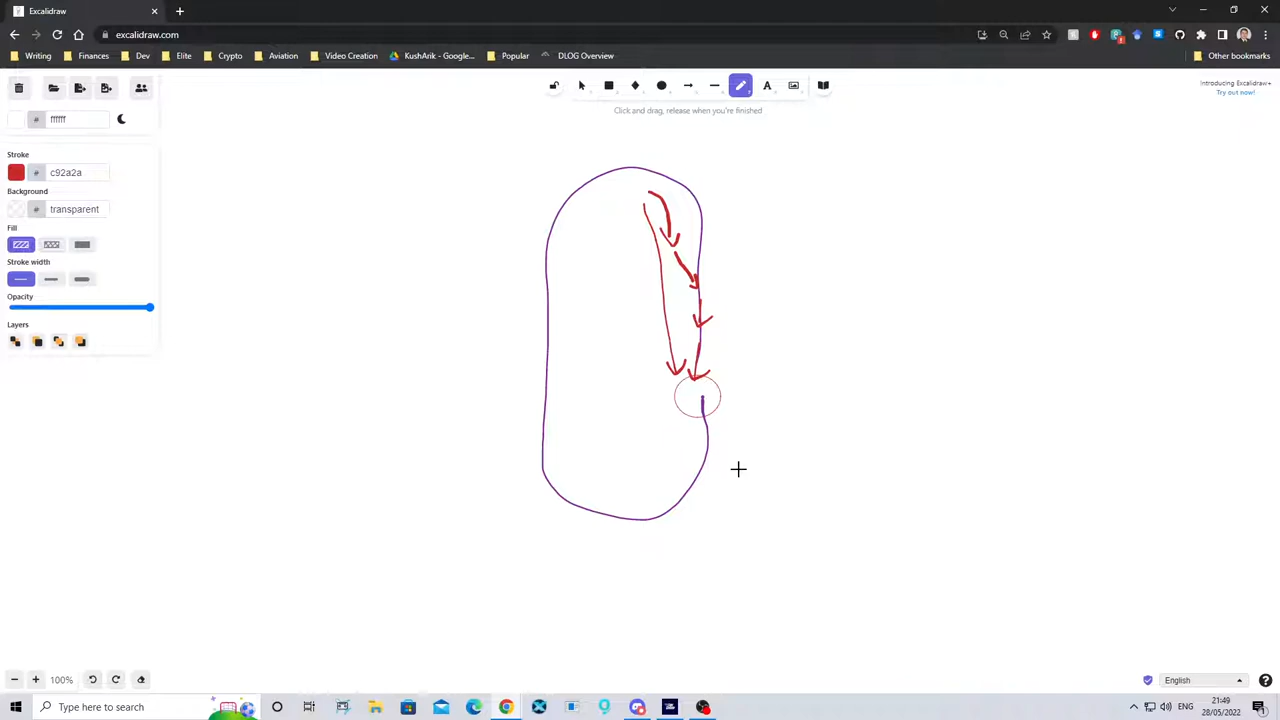 Excalidraw
excalidraw.com
Writing
Finances
Dev
Elite
Crypto
Aviation
Video Creation
KushArik - Google...
Popular
DLOG Overview
Other bookmarks
Introducing Excalidraw+
Try out now!
Click and drag, release when you're finished
# ffffff
Stroke
# c92a2a
Background
# transparent
Fill
Stroke width
Opacity
Layers
A
100%
English
Type here to search
ENG
21:49
28/05/2022